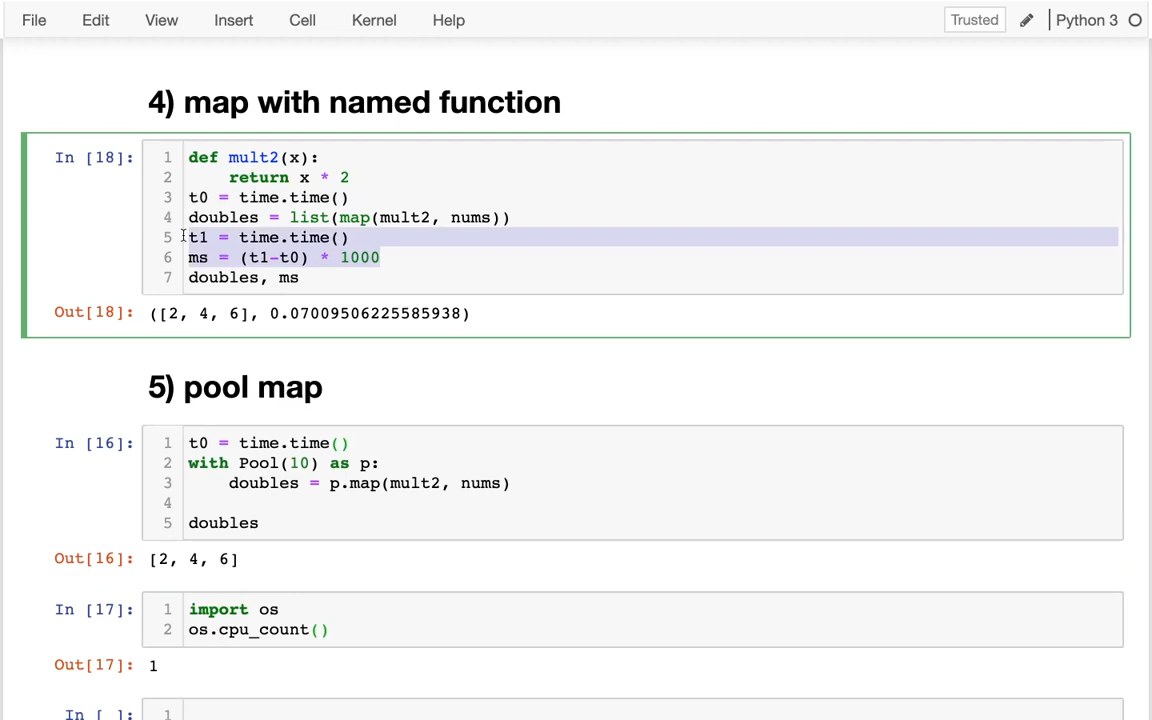 File Edit View Insert Cell Kernel Help Trusted Python 3
4) map with named function
In [18]:
1 def mult2(x):
2     return x * 2
3 t0 = time.time()
4 doubles = list(map(mult2, nums))
5 t1 = time.time()
6 ms = (t1-t0) * 1000
7 doubles, ms
Out[18]: ([2, 4, 6], 0.07009506225585938)
5) pool map
In [16]:
1 t0 = time.time()
2 with Pool(10) as p:
3     doubles = p.map(mult2, nums)
4
5 doubles
Out[16]: [2, 4, 6]
In [17]:
1 import os
2 os.cpu_count()
Out[17]: 1
In [ ]: 1